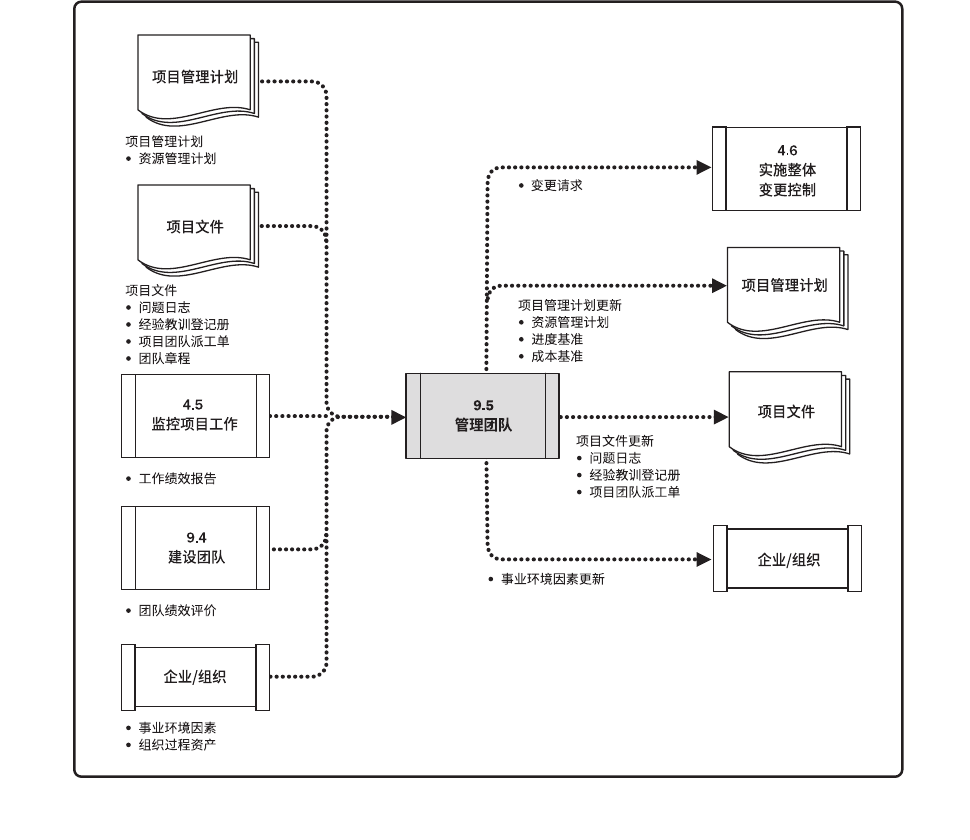 项目管理计划
项目管理计划
• 资源管理计划
项目文件
项目文件
• 问题日志
• 经验教训登记册
• 项目团队派工单
• 团队章程
4.5
监控项目工作
• 工作绩效报告
9.4
建设团队
• 团队绩效评价
企业/组织
• 事业环境因素
• 组织过程资产
9.5
管理团队
• 变更请求
4.6
实施整体
变更控制
项目管理计划更新
• 资源管理计划
• 进度基准
• 成本基准
项目管理计划
项目文件更新
• 问题日志
• 经验教训登记册
• 项目团队派工单
项目文件
• 事业环境因素更新
企业/组织